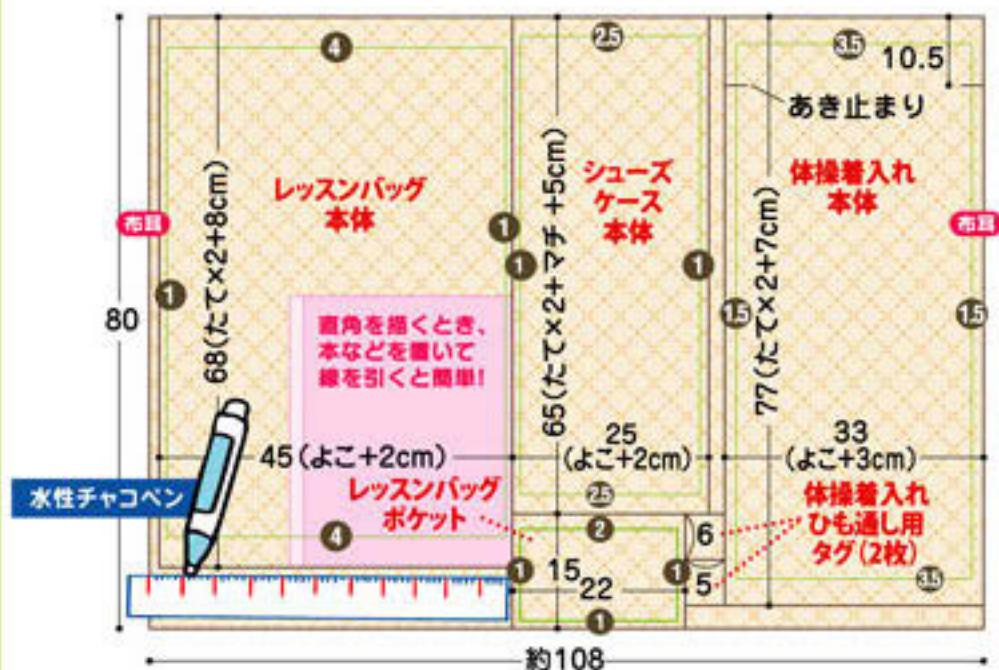 4
2.5
3.5
10.5
あき止まり
レッスンバッグ
本体
シューズ
ケース
本体
体操着入れ
本体
布耳
布耳
68(たて×2+8cm)
65(たて×2+マチ+5cm)
77(たて×2+7cm)
1
1
1
1
1.5
1.5
80
直角を描くとき、
本などを置いて
線を引くと簡単!
45(よこ+2cm)
25
(よこ+2cm)
33
(よこ+3cm)
水性チャコペン
レッスンバッグ
ポケット
2.5
体操着入れ
ひも通し用
タグ(2枚)
4
2
6
1
15
22
1
5
3.5
1
約108